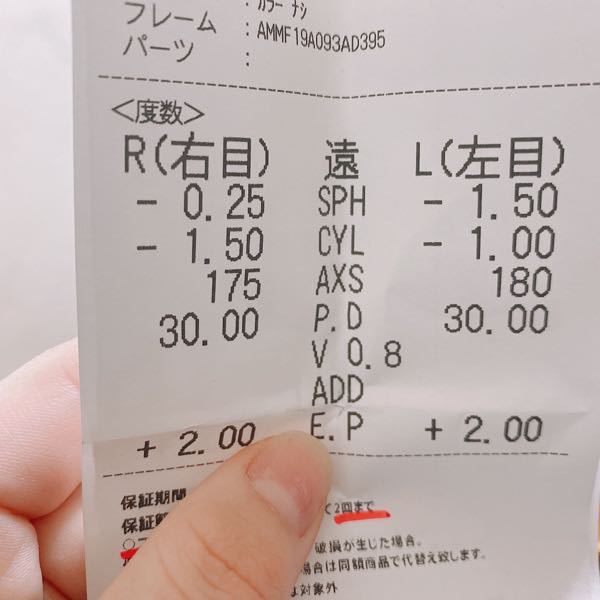 カラー ナシ
フレーム : AMMF19A093AD395
パーツ :
<度数>
R(右目) 遠 L(左目)
- 0.25 SPH - 1.50
- 1.50 CYL - 1.00
175 AXS 180
30.00 P.D 30.00
V 0.8
ADD
+ 2.00 E.P + 2.00
保証期間 2回まで
保証
破損が生じた場合。
場合は同額商品で代替え致します。
対象外